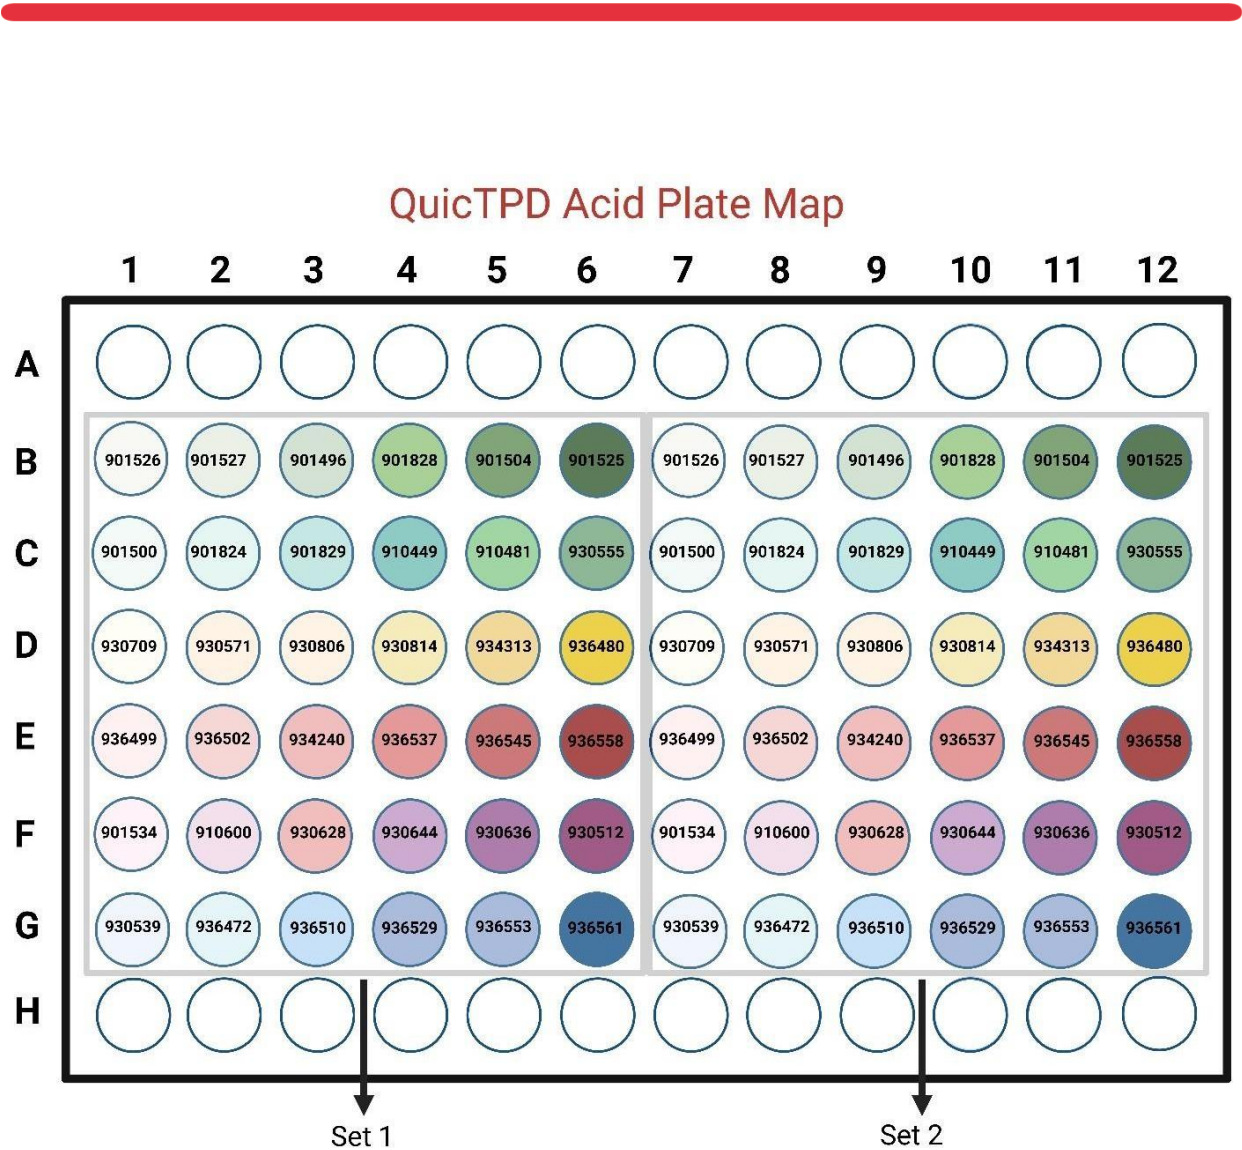 QuicTPD Acid Plate Map
1 2 3 4 5 6 7 8 9 10 11 12
A
B 901526 901527 901496 901828 901504 901525 901526 901527 901496 901828 901504 901525
C 901500 901824 901829 910449 910481 930555 901500 901824 901829 910449 910481 930555
D 930709 930571 930806 930814 934313 936480 930709 930571 930806 930814 934313 936480
E 936499 936502 934240 936537 936545 936558 936499 936502 934240 936537 936545 936558
F 901534 910600 930628 930644 930636 930512 901534 910600 930628 930644 930636 930512
G 930539 936472 936510 936529 936553 936561 930539 936472 936510 936529 936553 936561
H
Set 1 Set 2